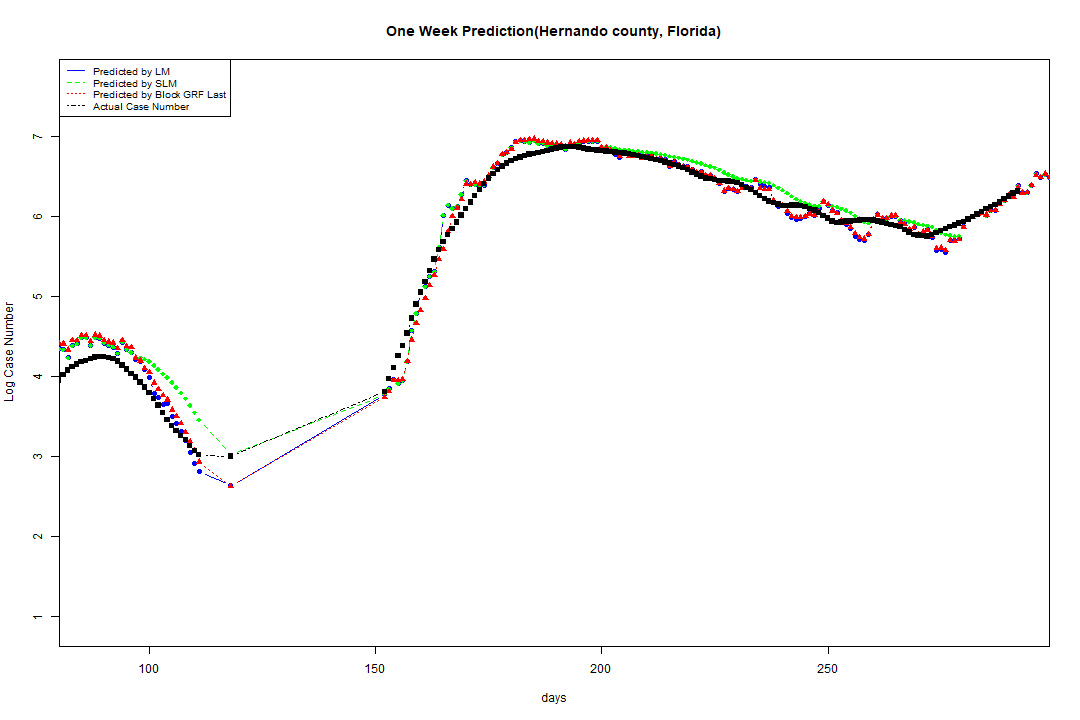 One Week Prediction(Hernando county, Florida)
Predicted by LM
Predicted by SLM
Predicted by Block GRF Last
Actual Case Number
7
6
5
4
3
2
1
Log Case Number
100
150
200
250
days